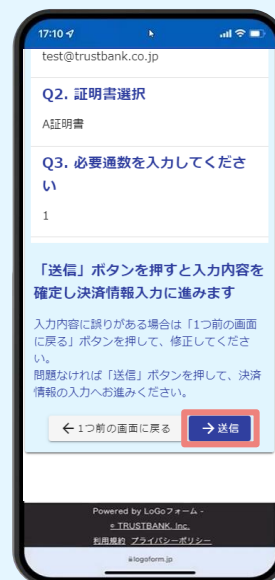 17:10
test@trustbank.co.jp
Q2. 証明書選択
A証明書
Q3. 必要通数を入力してくださ
い
1
「送信」ボタンを押すと入力内容を
確定し決済情報入力に進みます
入力内容に誤りがある場合は「1つ前の画面
に戻る」ボタンを押して、修正してくださ
い。
問題なければ「送信」ボタンを押して、決済
情報の入力へお進みください。
←1つ前の画面に戻る →送信
Powered by LoGoフォーム -
© TRUSTBANK, Inc.
利用規約 プライバシーポリシー
logoform.jp